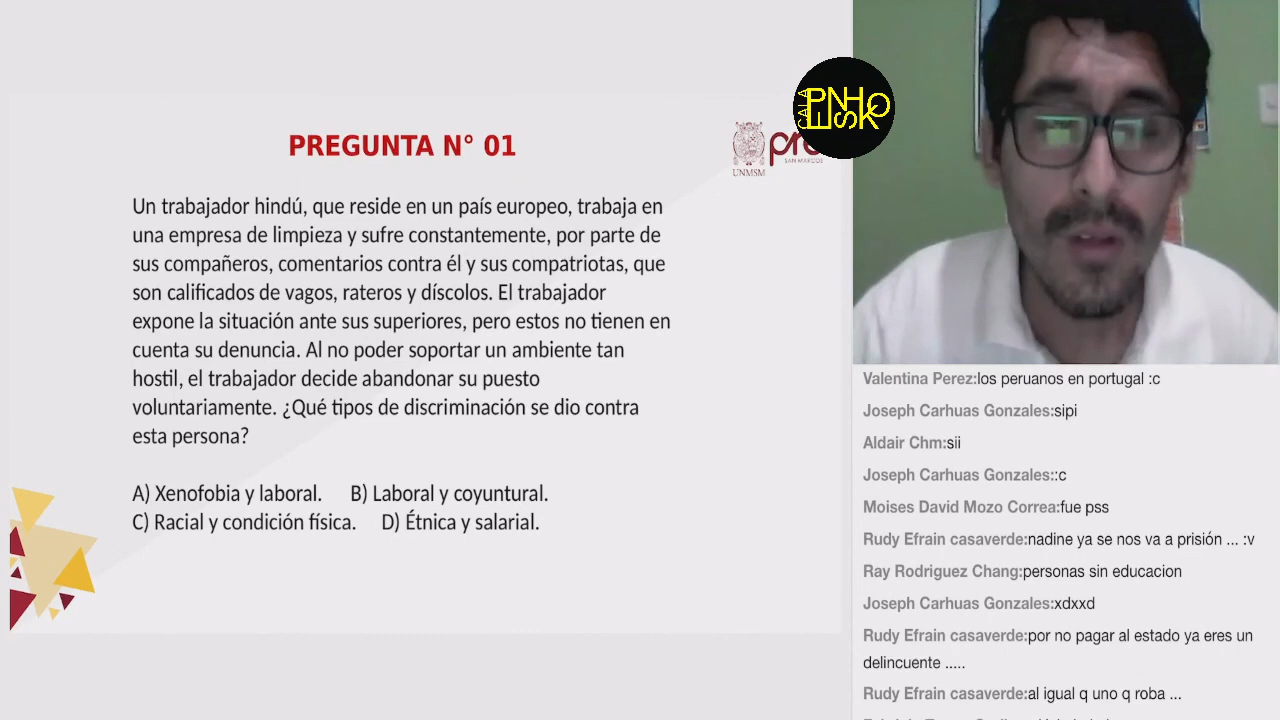 PREGUNTA N° 01
Un trabajador hindú, que reside en un país europeo, trabaja en
una empresa de limpieza y sufre constantemente, por parte de
sus compañeros, comentarios contra él y sus compatriotas, que
son calificados de vagos, rateros y díscolos. El trabajador
expone la situación ante sus superiores, pero estos no tienen en
cuenta su denuncia. Al no poder soportar un ambiente tan
hostil, el trabajador decide abandonar su puesto
voluntariamente. ¿Qué tipos de discriminación se dio contra
esta persona?
A) Xenofobia y laboral. B) Laboral y coyuntural.
C) Racial y condición física. D) Étnica y salarial.
UNMSM
SAN MARCOS
CALA
Valentina Perez:los peruanos en portugal :c
Joseph Carhuas Gonzales:sipi
Aldair Chm:sii
Joseph Carhuas Gonzales::c
Moises David Mozo Correa:fue pss
Rudy Efrain casaverde:nadine ya se nos va a prisión ... :v
Ray Rodriguez Chang:personas sin educacion
Joseph Carhuas Gonzales:xdxxd
Rudy Efrain casaverde:por no pagar al estado ya eres un
delincuente .....
Rudy Efrain casaverde:al igual q uno q roba ...